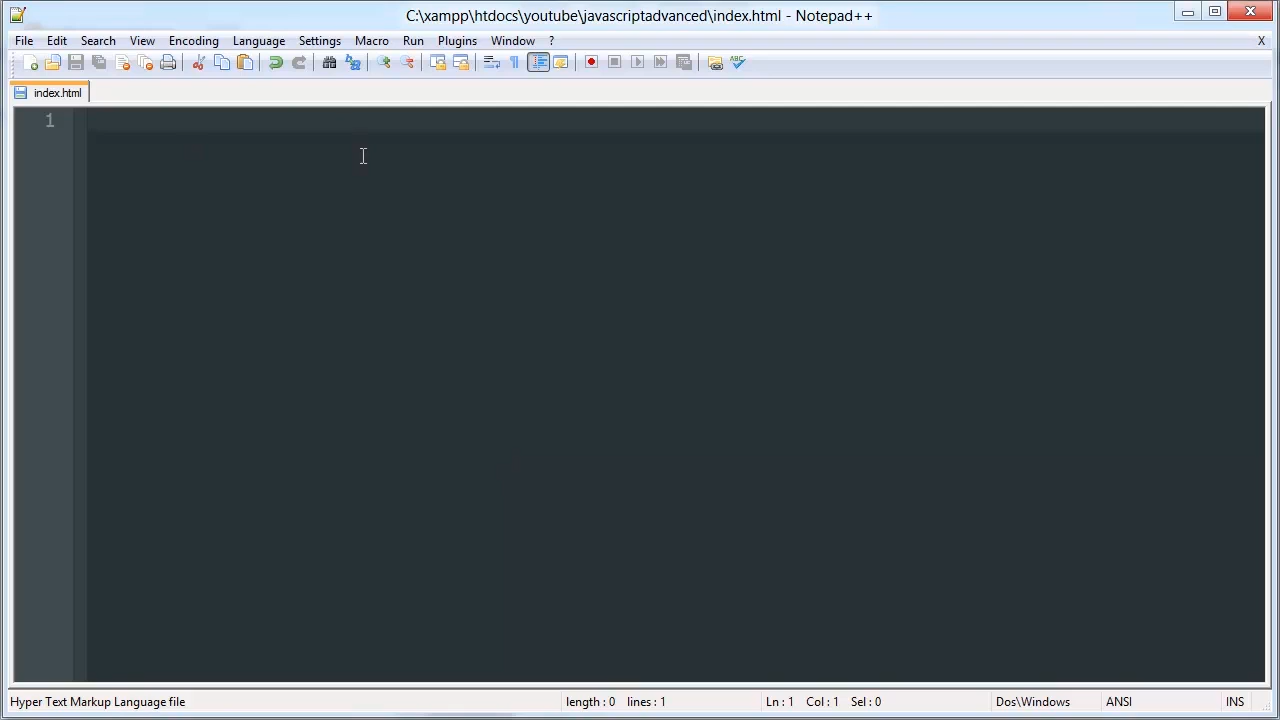 C:\xampp\htdocs\youtube\javascriptadvanced\index.html - Notepad++
File Edit Search View Encoding Language Settings Macro Run Plugins Window ? X
ABC
index.html
1
Hyper Text Markup Language file length : 0 lines : 1 Ln : 1 Col : 1 Sel : 0 Dos\Windows ANSI INS